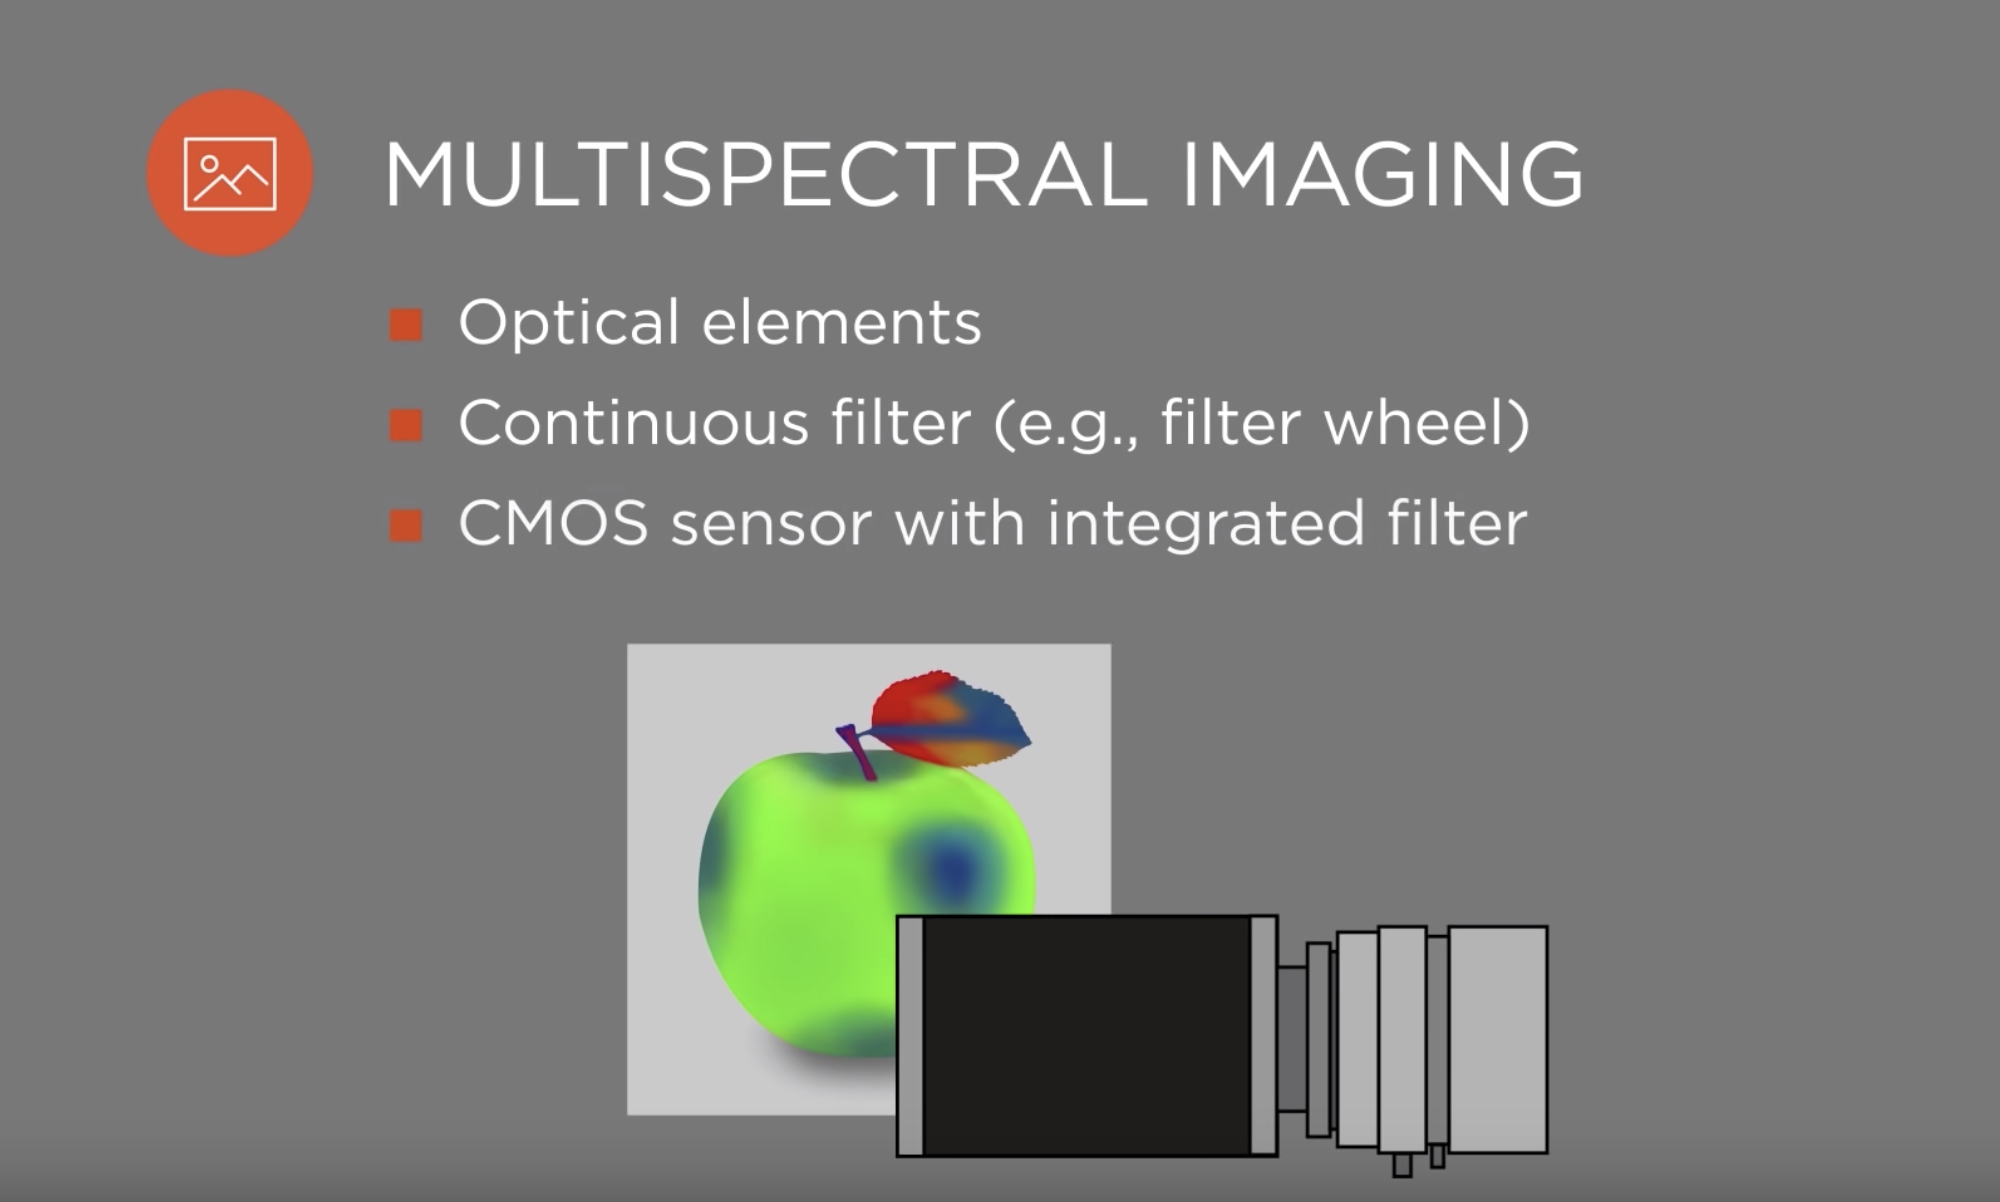 MULTISPECTRAL IMAGING
Optical elements
Continuous filter (e.g., filter wheel)
CMOS sensor with integrated filter